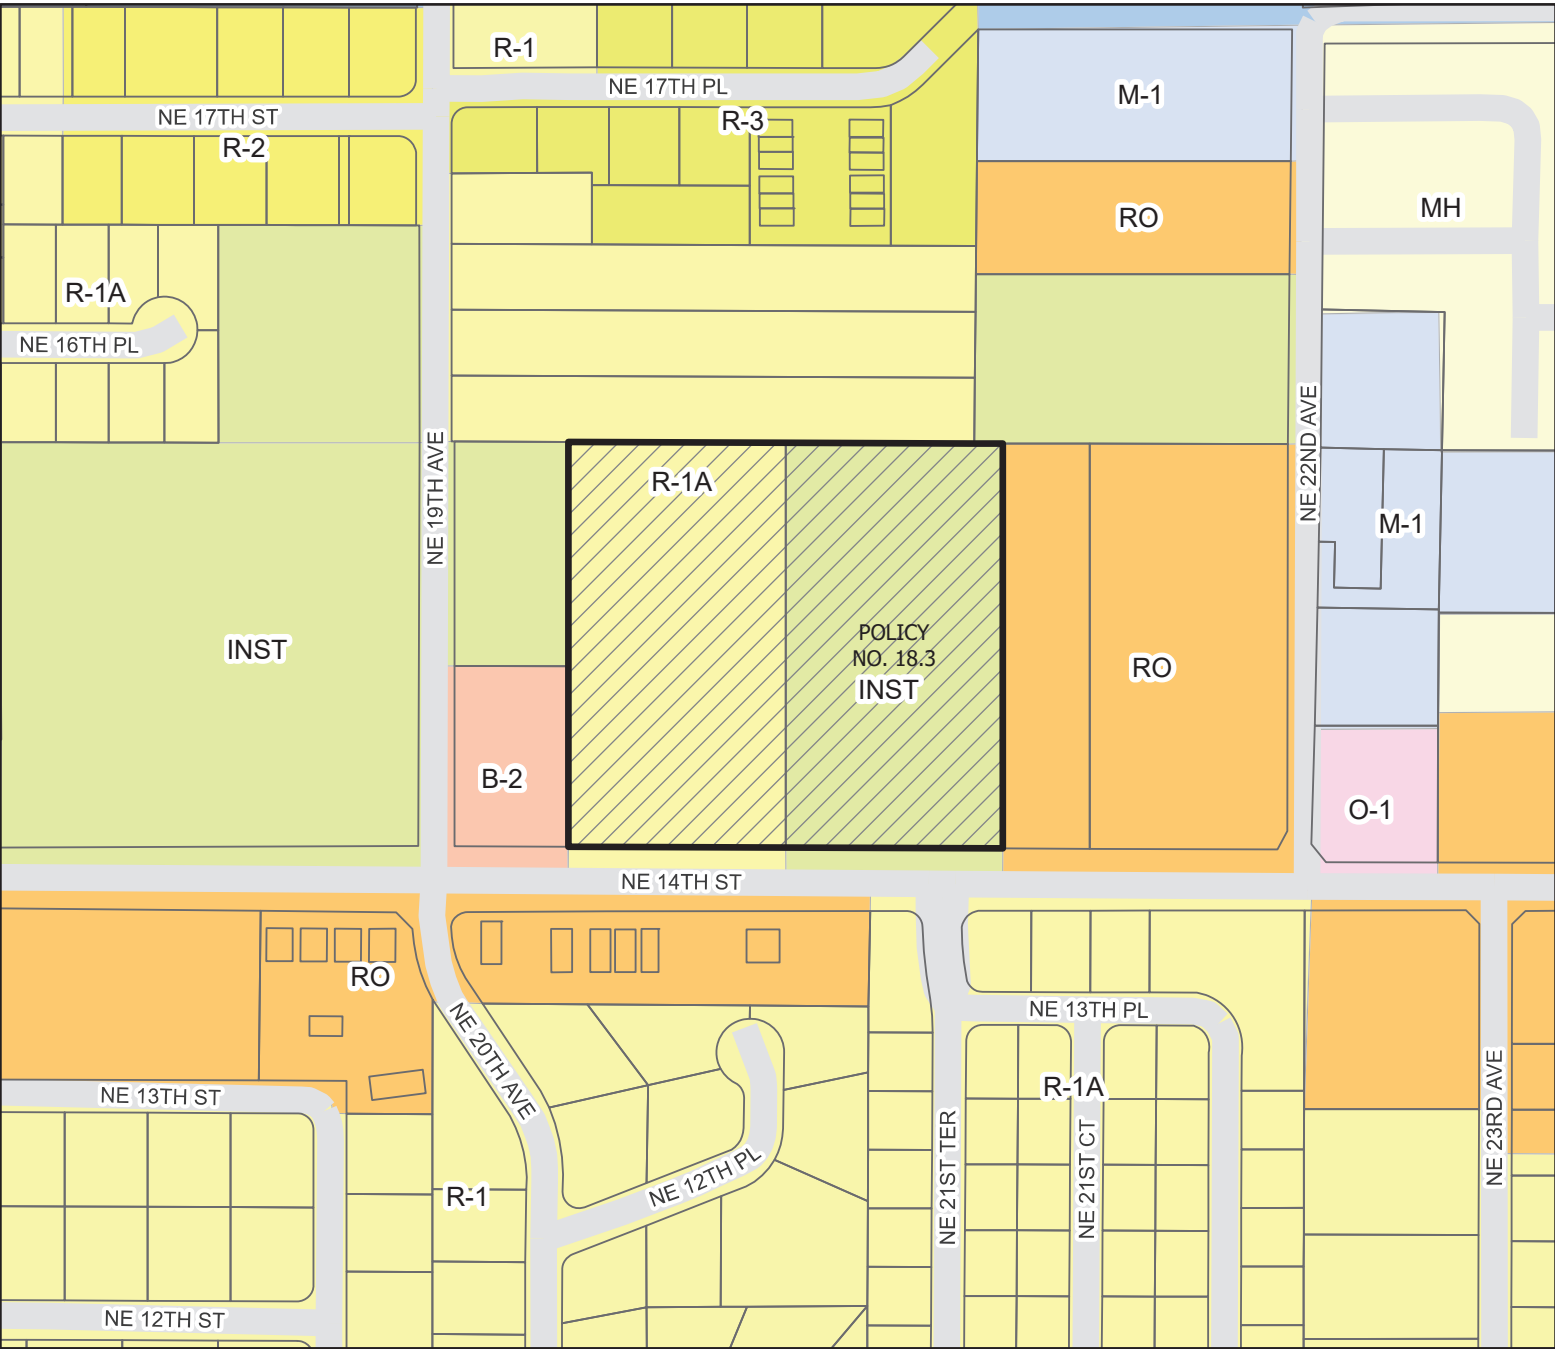 R-1
NE 17TH PL
M-1
NE 17TH ST
R-3
R-2
MH
RO
R-1A
NE 16TH PL
NE 19TH AVE
NE 22ND AVE
R-1A
M-1
POLICY
NO. 18.3
INST
INST
RO
B-2
O-1
NE 14TH ST
RO
NE 20TH AVE
NE 13TH PL
NE 13TH ST
R-1A
NE 21ST TER
NE 21ST CT
NE 23RD AVE
NE 12TH PL
R-1
NE 12TH ST